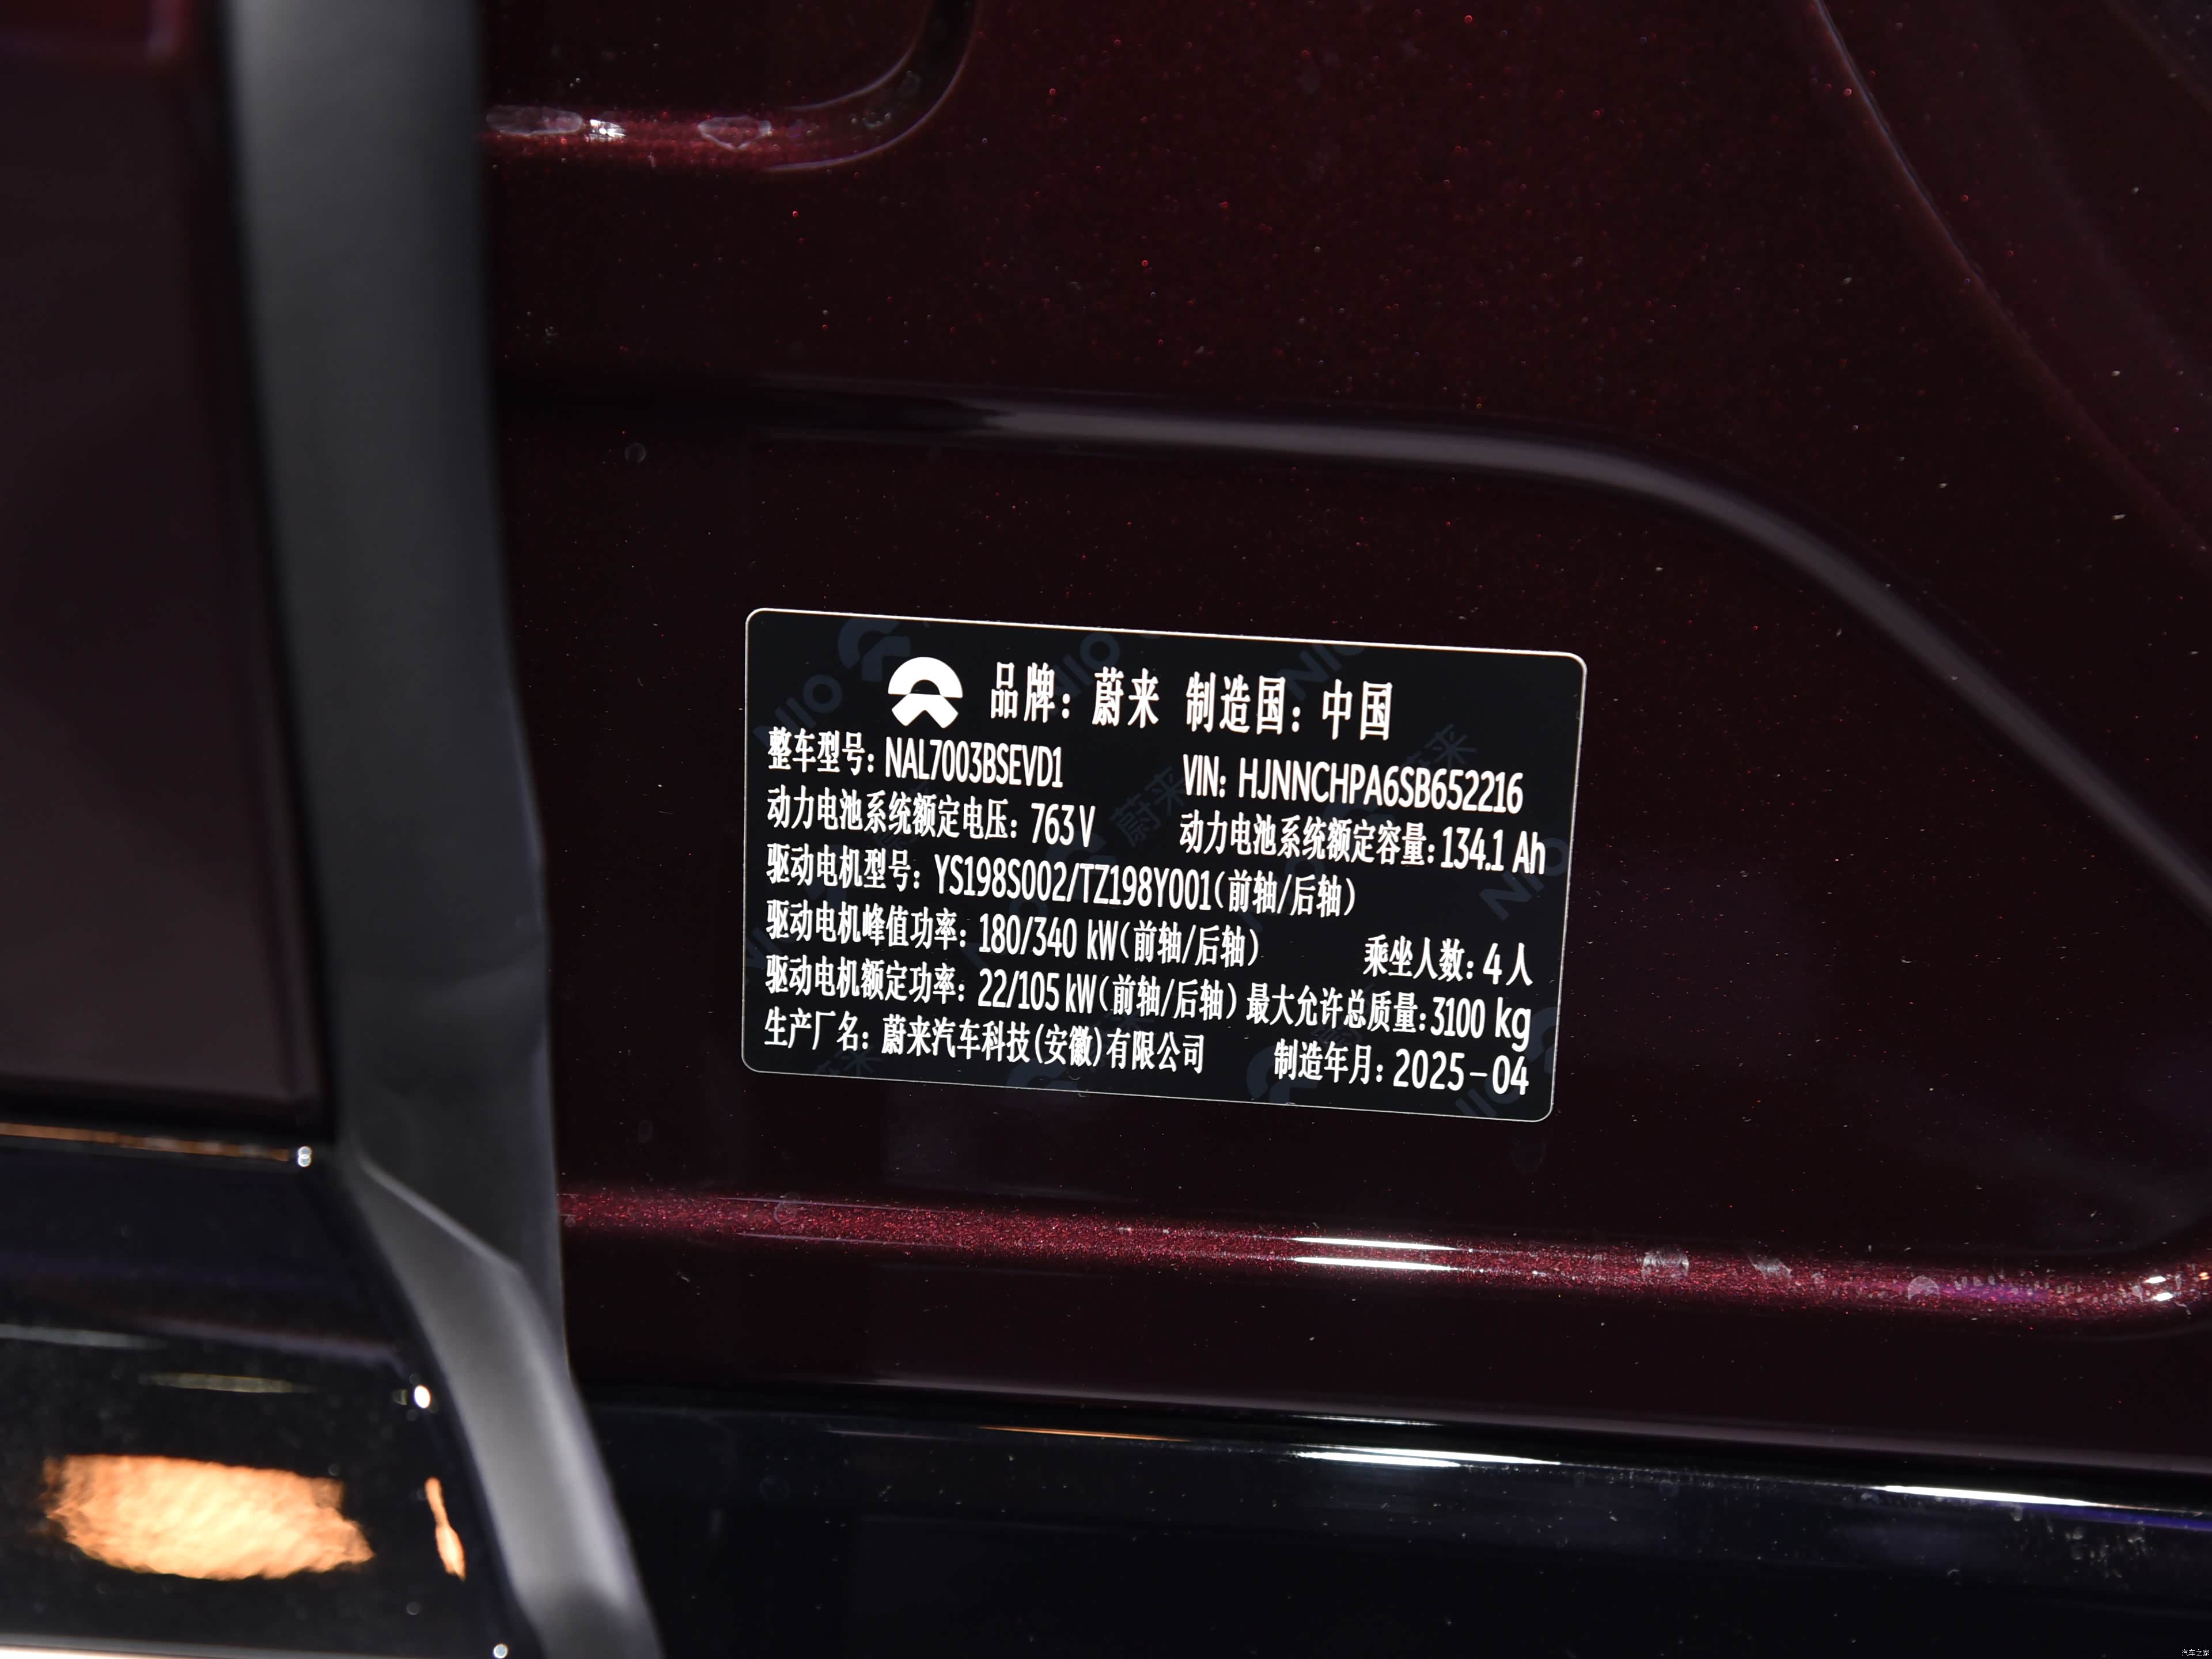 品牌：蔚来 制造国：中国
整车型号：NAL7003BSEVD1 VIN: HJNNCHPA6SB652216
动力电池系统额定电压：763V 动力电池系统额定容量：134.1 Ah
驱动电机型号：YS198S002/TZ198Y001(前轴/后轴)
驱动电机峰值功率：180/340 kW(前轴/后轴) 乘坐人数：4人
驱动电机额定功率：22/105 kW(前轴/后轴) 最大允许总质量：3100 kg
生产厂名：蔚来汽车科技(安徽)有限公司 制造年月：2025-04
汽车之家